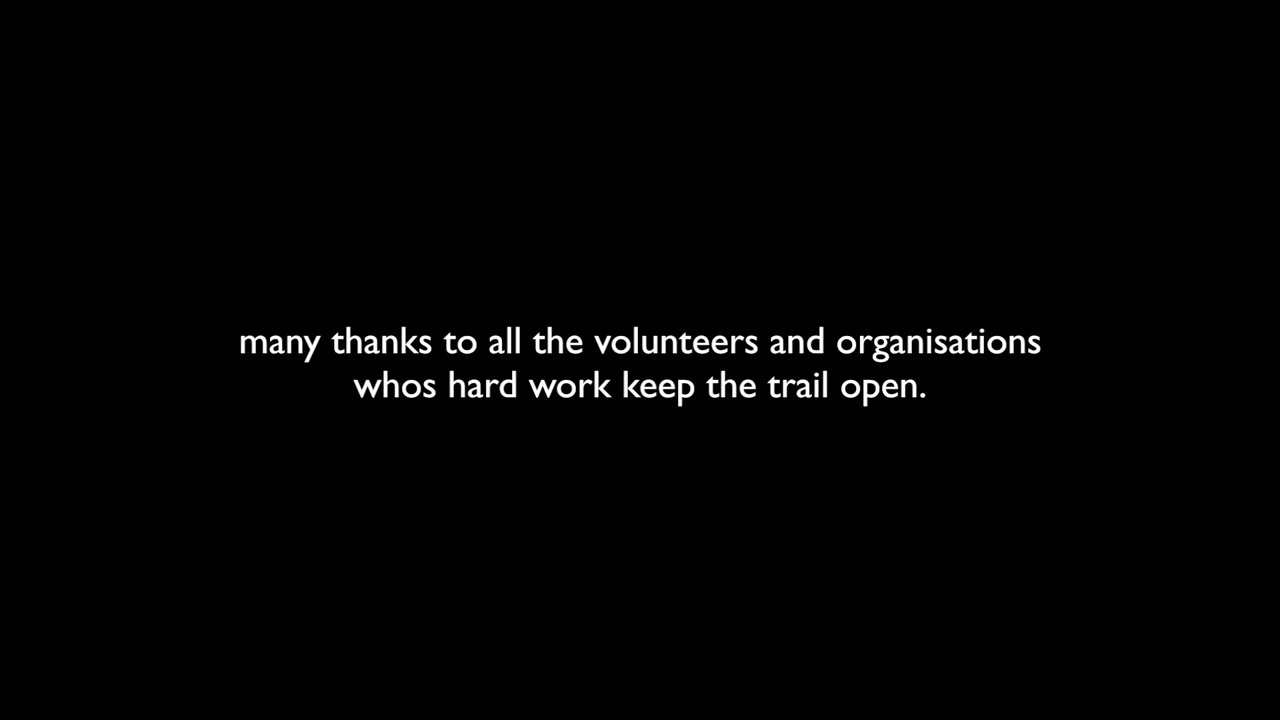 many thanks to all the volunteers and organisations
whos hard work keep the trail open.